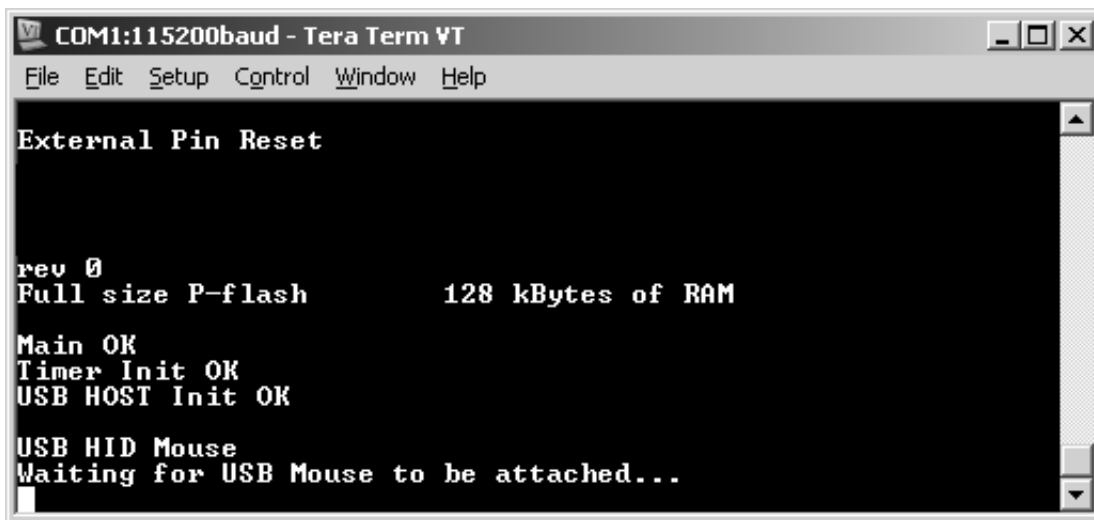 COM1:115200baud - Tera Term VT
File Edit Setup Control Window Help
External Pin Reset
rev 0
Full size P-flash 128 kBytes of RAM
Main OK
Timer Init OK
USB HOST Init OK
USB HID Mouse
Waiting for USB Mouse to be attached...